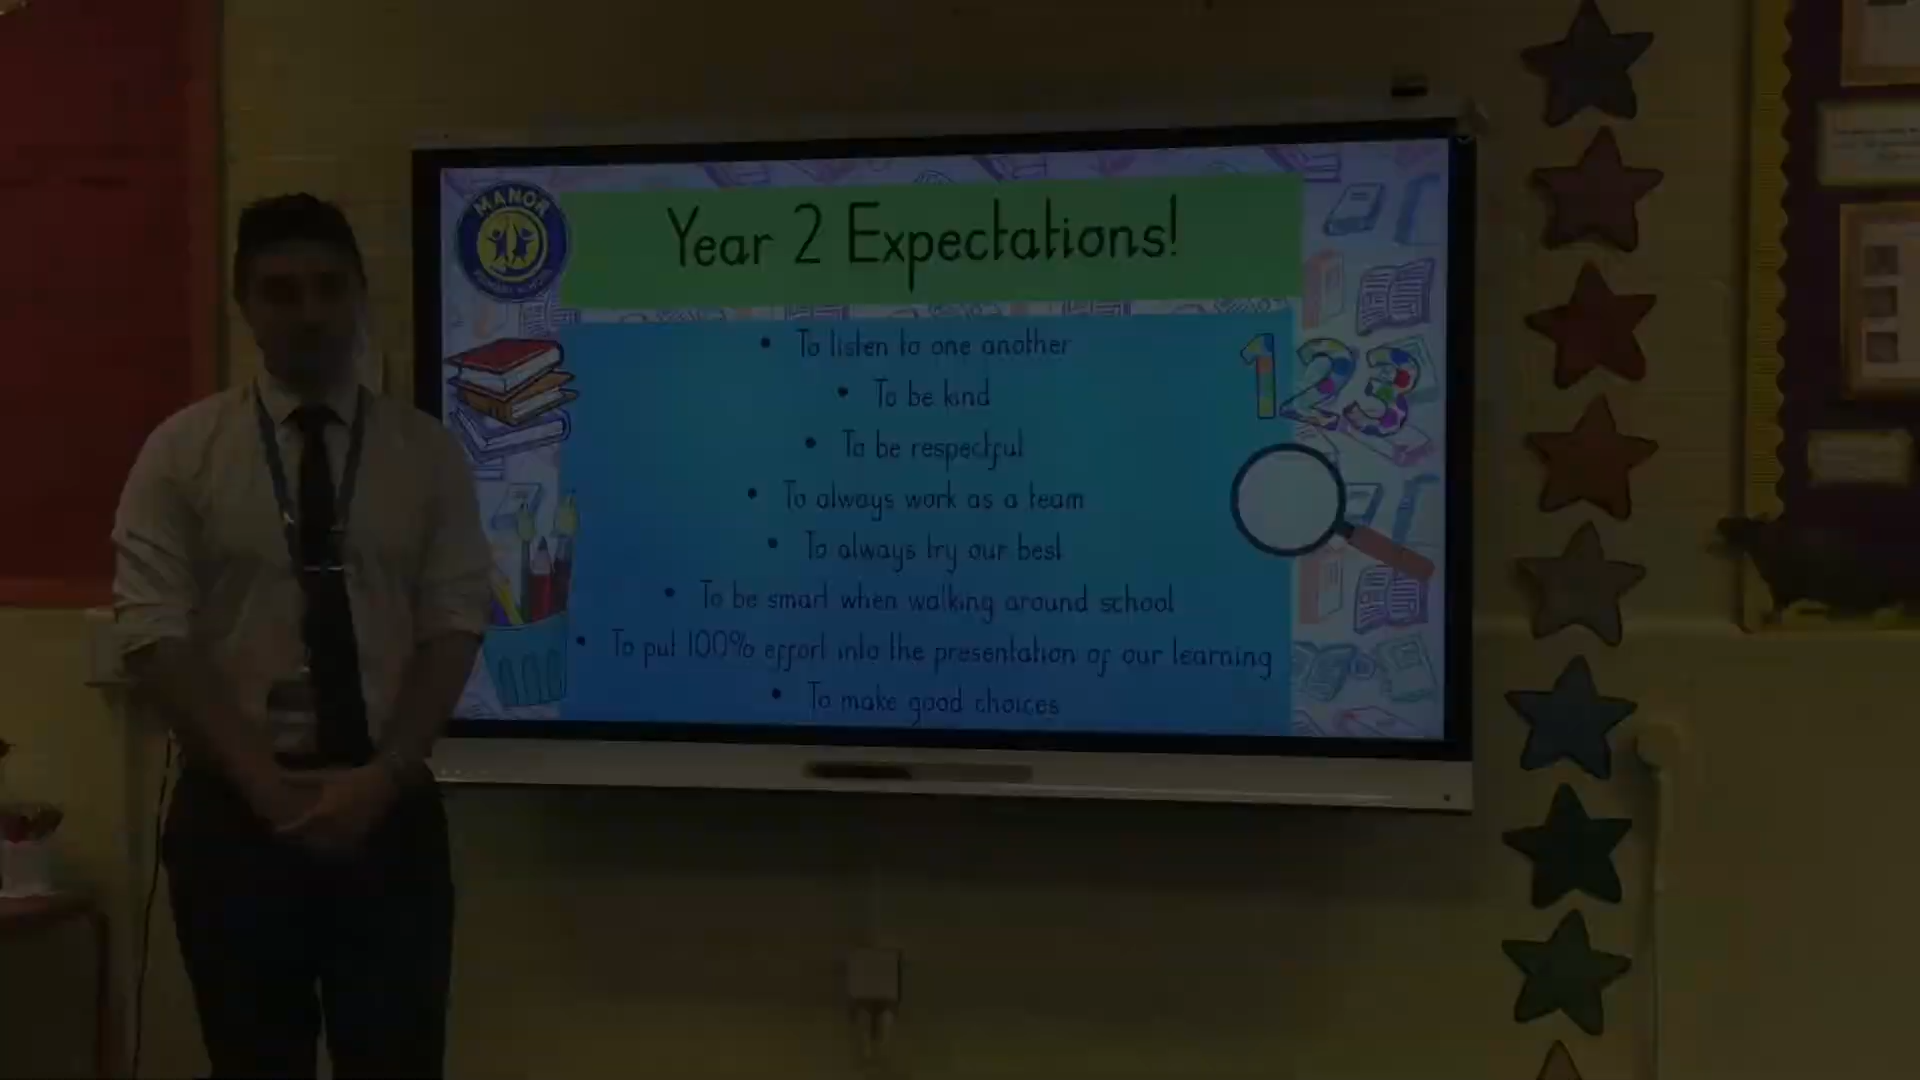 MANOR
Year 2 Expectations!
• To listen to one another
• To be kind
• To be respectful
• To always work as a team
• To always try our best
• To be smart when walking around school
• To put 100% effort into the presentation of our learning
• To make good choices
123